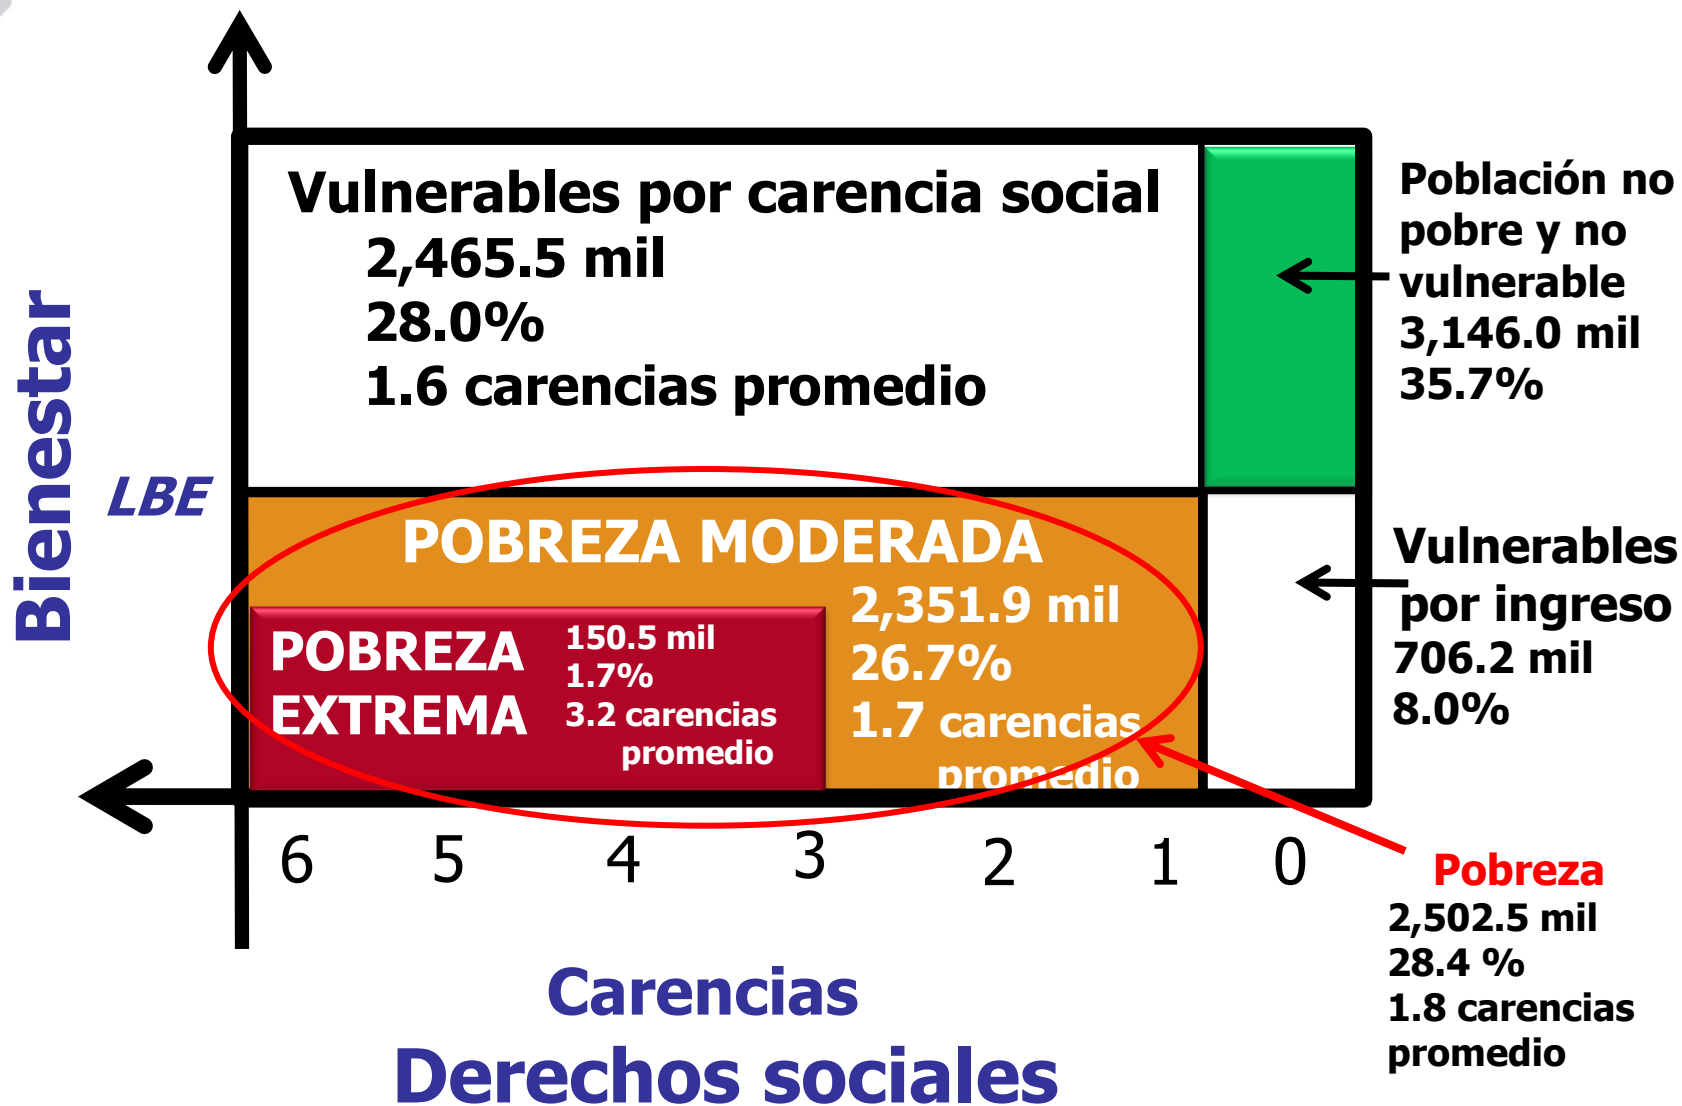 Vulnerables por carencia social
2,465.5 mil
28.0%
1.6 carencias promedio
Población no
pobre y no
vulnerable
3,146.0 mil
35.7%
Bienestar
LBE
POBREZA MODERADA
2,351.9 mil
26.7%
1.7 carencias
promedio
POBREZA
EXTREMA
150.5 mil
1.7%
3.2 carencias
promedio
Vulnerables
por ingreso
706.2 mil
8.0%
6 5 4 3 2 1 0
Pobreza
2,502.5 mil
28.4 %
1.8 carencias
promedio
Carencias
Derechos sociales